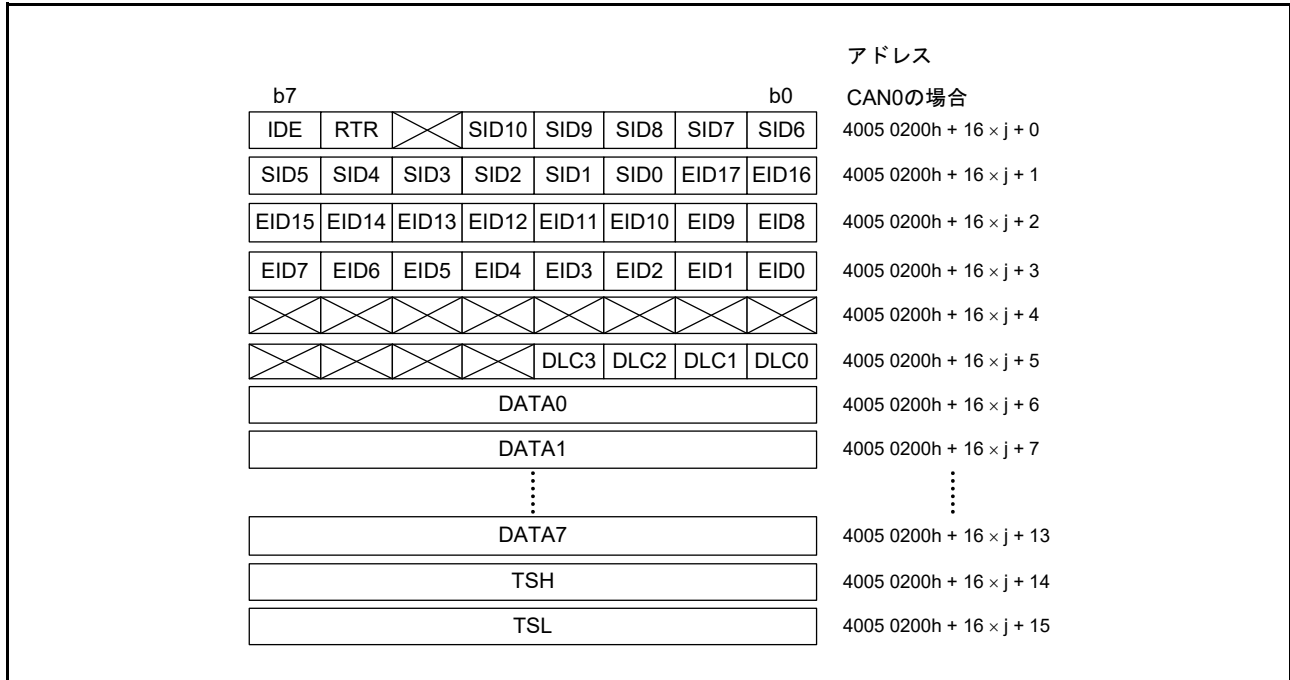 アドレス
b7 b0 CAN0の場合
IDE RTR SID10 SID9 SID8 SID7 SID6 4005 0200h + 16 × j + 0
SID5 SID4 SID3 SID2 SID1 SID0 EID17 EID16 4005 0200h + 16 × j + 1
EID15 EID14 EID13 EID12 EID11 EID10 EID9 EID8 4005 0200h + 16 × j + 2
EID7 EID6 EID5 EID4 EID3 EID2 EID1 EID0 4005 0200h + 16 × j + 3
4005 0200h + 16 × j + 4
DLC3 DLC2 DLC1 DLC0 4005 0200h + 16 × j + 5
DATA0 4005 0200h + 16 × j + 6
DATA1 4005 0200h + 16 × j + 7
DATA7 4005 0200h + 16 × j + 13
TSH 4005 0200h + 16 × j + 14
TSL 4005 0200h + 16 × j + 15